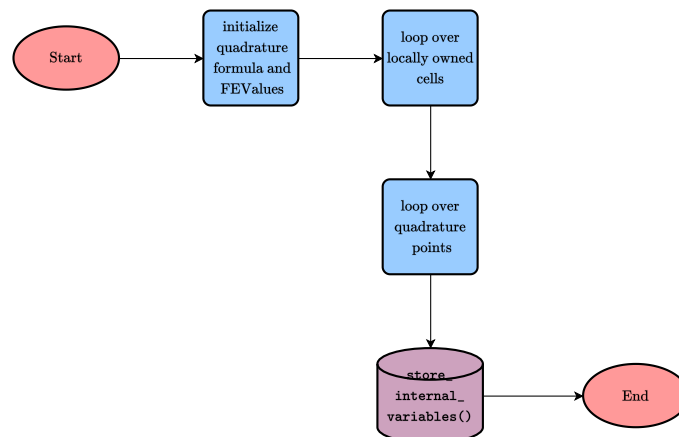 Start
initialize
quadrature
formula and
FEValues
loop over
locally owned
cells
loop over
quadrature
points
store_
internal_
variables()
End